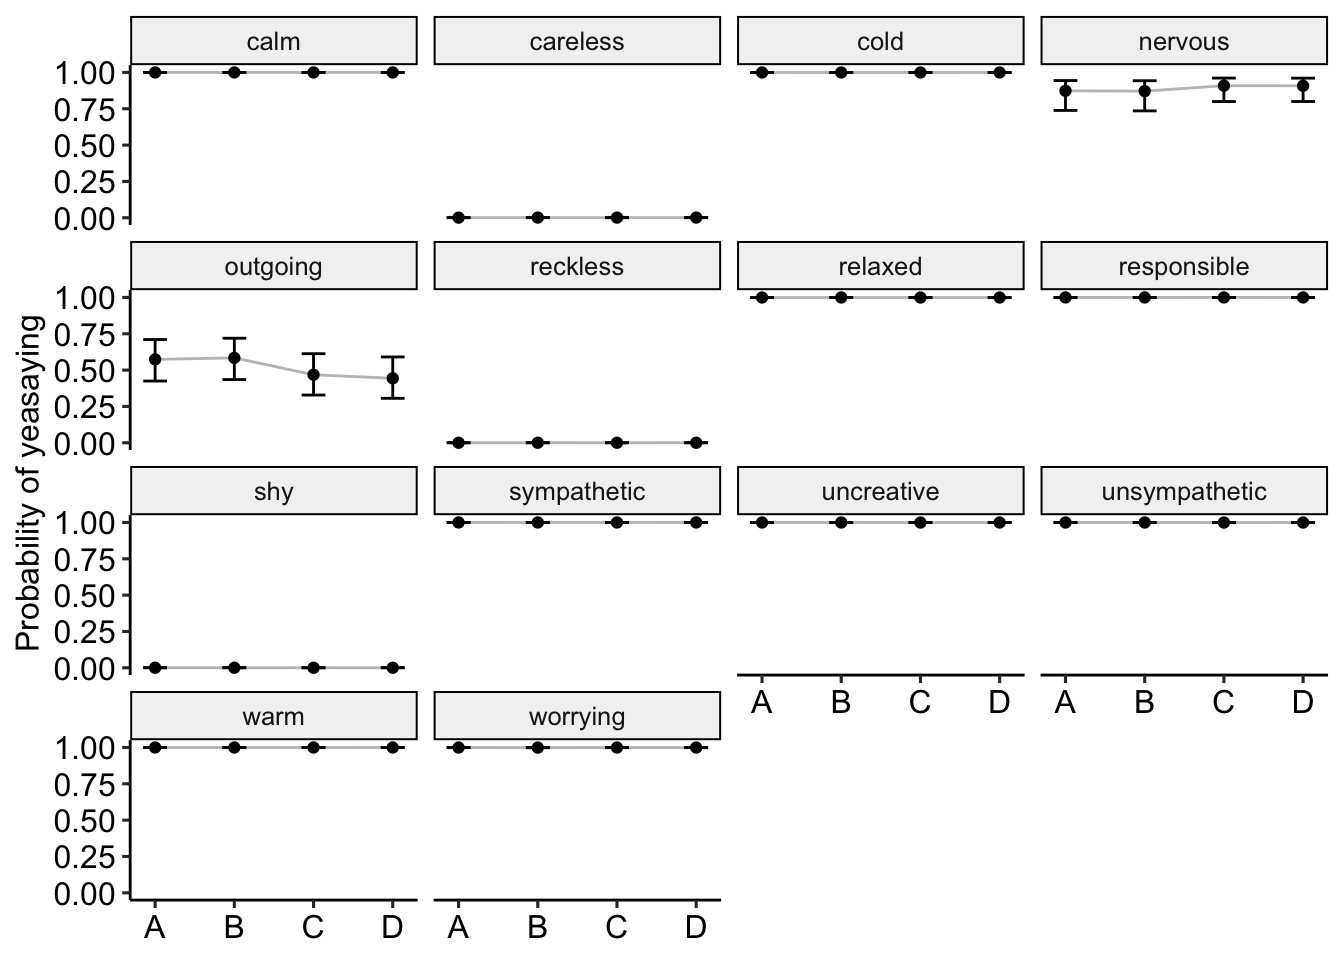 calm careless cold nervous
1.00
0.75
0.50
0.25
0.00
outgoing reckless relaxed responsible
1.00
0.75
0.50
0.25
0.00
Probability of yeasaying
shy sympathetic uncreative unsympathetic
1.00
0.75
0.50
0.25
0.00
A B C D A B C D
warm worrying
1.00
0.75
0.50
0.25
0.00
A B C D A B C D